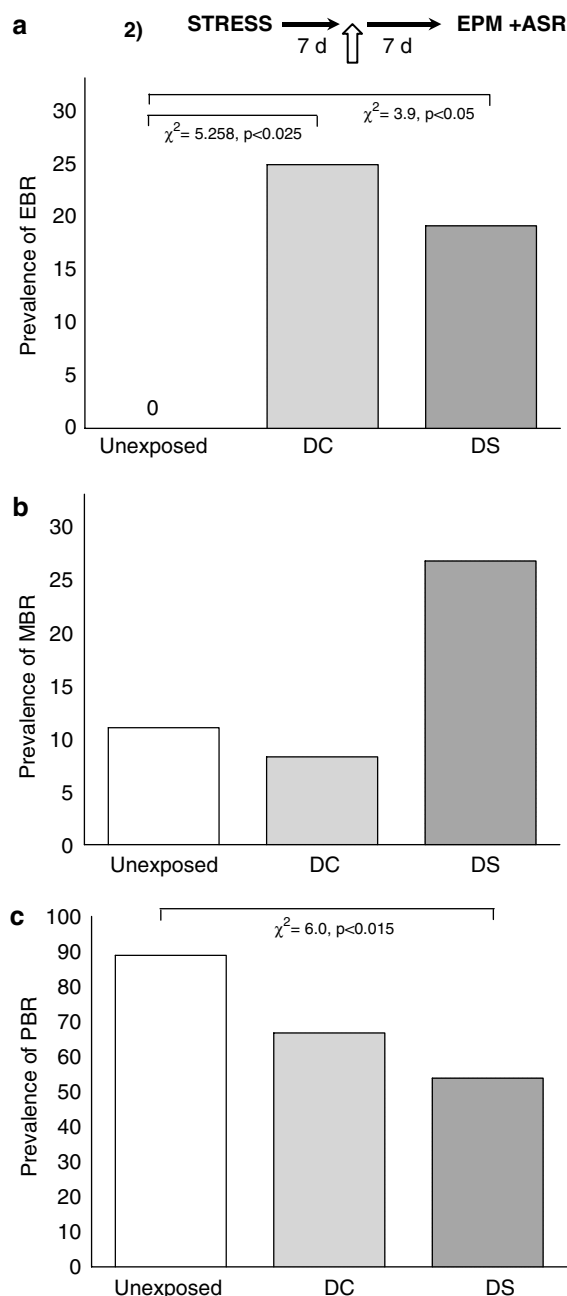 a
2) STRESS EPM +ASR
7 d 7 d
30
25
20
15
10
5
0
Prevalence of EBR
χ²= 3.9, p<0.05
χ²= 5.258, p<0.025
0
Unexposed DC DS
b
30
25
20
15
10
5
0
Prevalence of MBR
Unexposed DC DS
c
100
90
80
70
60
50
40
30
20
10
0
Prevalence of PBR
χ²= 6.0, p<0.015
Unexposed DC DS